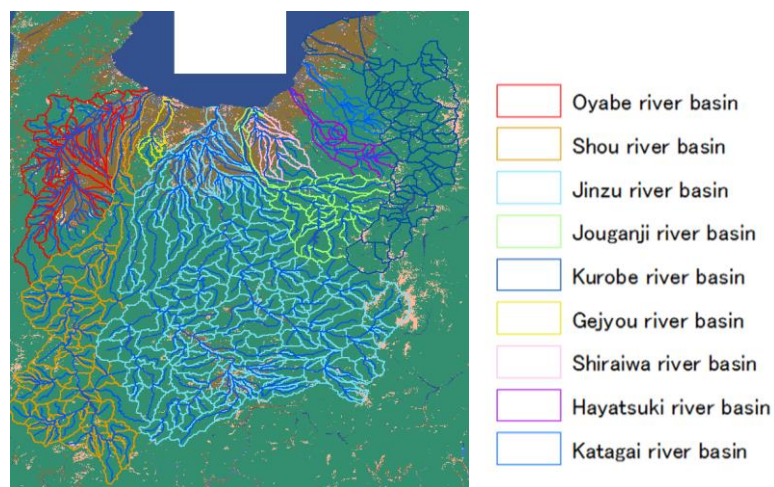 Oyabe river basin
Shou river basin
Jinzu river basin
Jouganji river basin
Kurobe river basin
Gejyou river basin
Shiraiwa river basin
Hayatsuki river basin
Katagai river basin